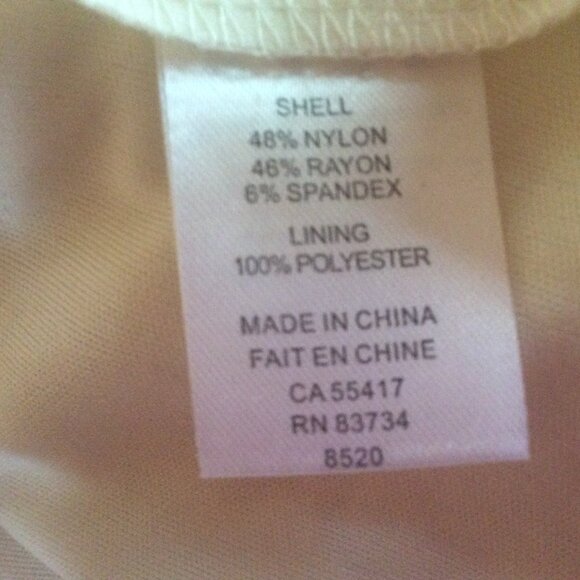 SHELL
48% NYLON
46% RAYON
6% SPANDEX
LINING
100% POLYESTER
MADE IN CHINA
FAIT EN CHINE
CA 55417
RN 83734
8520